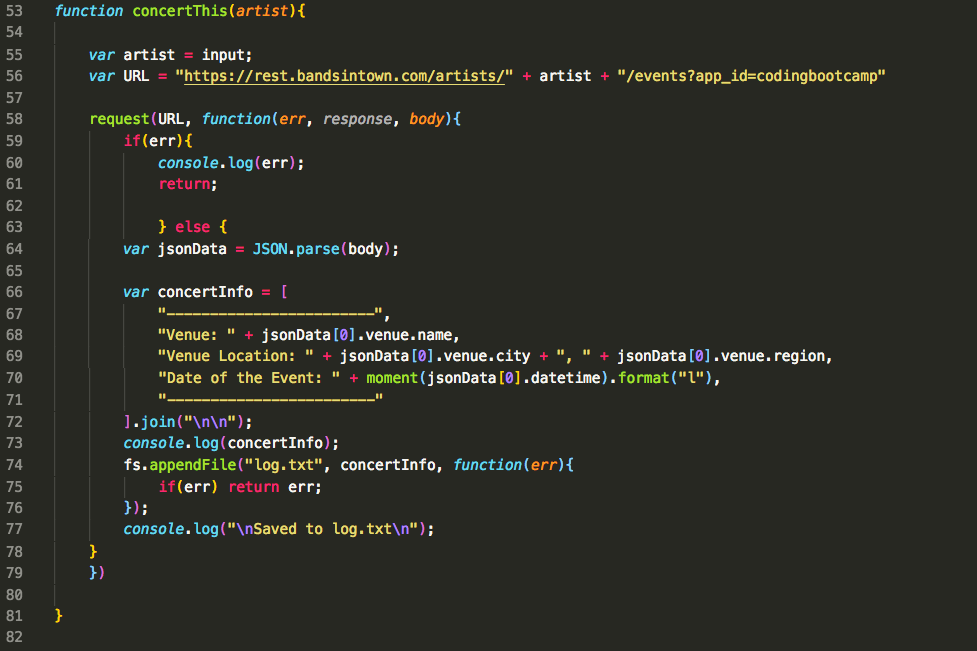 53 function concertThis(artist){
54
55     var artist = input;
56     var URL = "https://rest.bandsintown.com/artists/" + artist + "/events?app_id=codingbootcamp"
57
58     request(URL, function(err, response, body){
59         if(err){
60             console.log(err);
61             return;
62
63             } else {
64         var jsonData = JSON.parse(body);
65
66         var concertInfo = [
67             "------------------------",
68             "Venue: " + jsonData[0].venue.name,
69             "Venue Location: " + jsonData[0].venue.city + ", " + jsonData[0].venue.region,
70             "Date of the Event: " + moment(jsonData[0].datetime).format("l"),
71             "------------------------"
72         ].join("\n\n");
73         console.log(concertInfo);
74         fs.appendFile("log.txt", concertInfo, function(err){
75             if(err) return err;
76         });
77         console.log("\nSaved to log.txt\n");
78     }
79     })
80
81 }
82